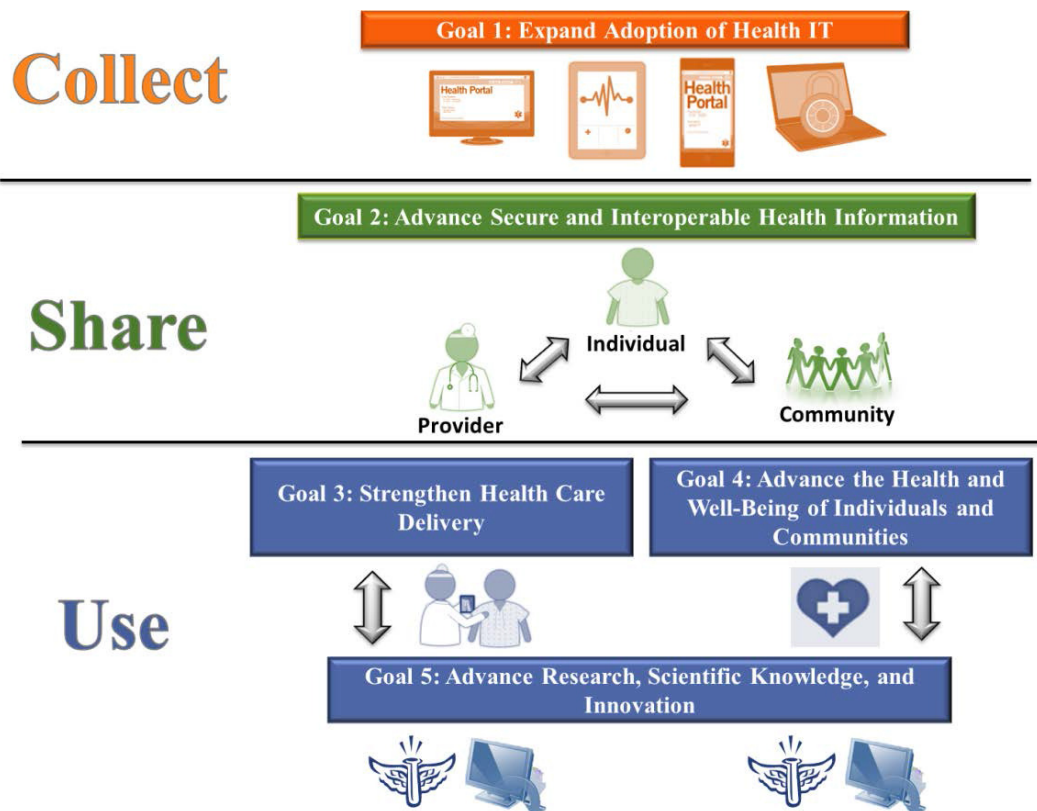 Goal 1: Expand Adoption of Health IT
Collect
Health Portal
Health
Portal
Goal 2: Advance Secure and Interoperable Health Information
Share
Individual
Provider
Community
Goal 3: Strengthen Health Care
Delivery
Goal 4: Advance the Health and
Well-Being of Individuals and
Communities
Use
Goal 5: Advance Research, Scientific Knowledge, and
Innovation